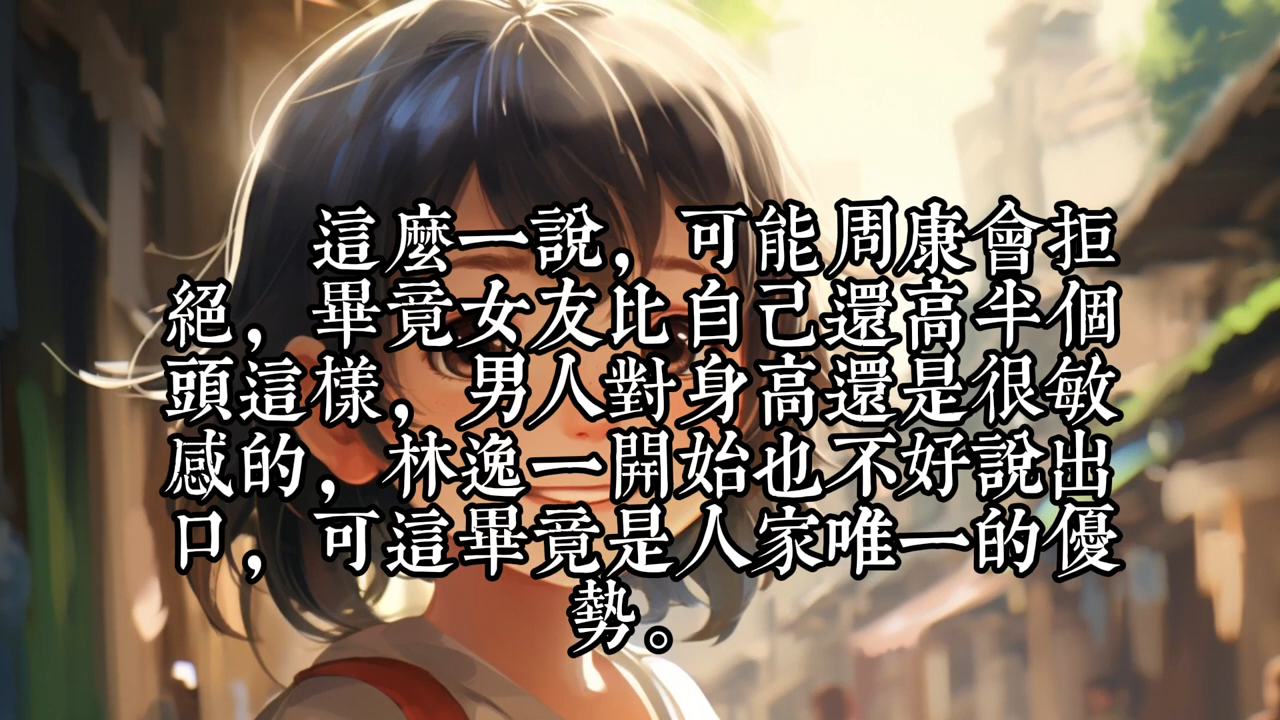 這麼一說，可能周康會拒
絕，畢竟女友比自己還高半個
頭這樣，男人對身高還是很敏
感的，林逸一開始也不好說出
口，可這畢竟是人家唯一的優
勢。